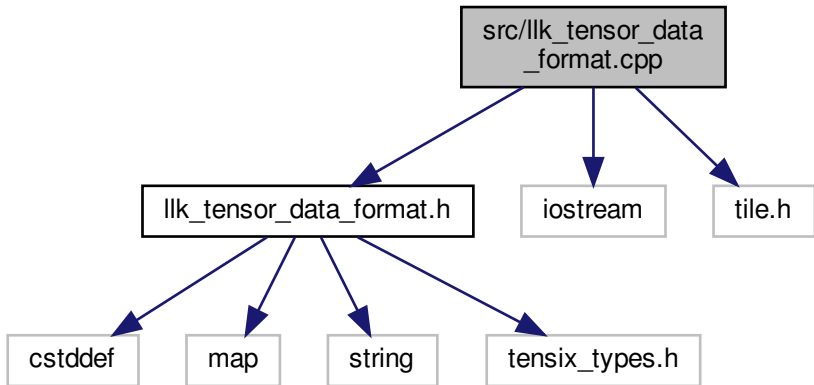 src/llk_tensor_data
_format.cpp
llk_tensor_data_format.h
iostream
tile.h
cstddef
map
string
tensix_types.h